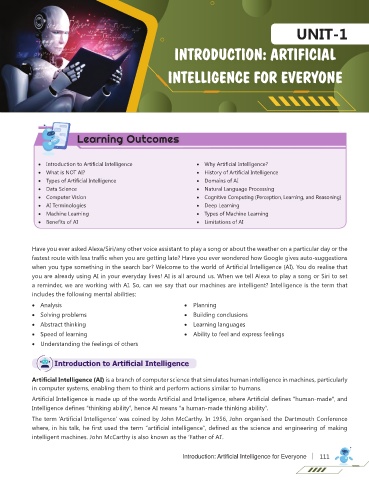 UNIT-1
INTRODUCTION: ARTIFICIAL
INTELLIGENCE FOR EVERYONE
Learning Outcomes
• Introduction to Artificial Intelligence
• What is NOT AI?
• Types of Artificial Intelligence
• Data Science
• Computer Vision
• AI Terminologies
• Machine Learning
• Benefits of AI
• Why Artificial Intelligence?
• History of Artificial Intelligence
• Domains of AI
• Natural Language Processing
• Cognitive Computing (Perception, Learning, and Reasoning)
• Deep Learning
• Types of Machine Learning
• Limitations of AI
Have you ever asked Alexa/Siri/any other voice assistant to play a song or about the weather on a particular day or the
fastest route with less traffic when you are getting late? Have you ever wondered how Google gives auto-suggestions
when you type something in the search bar? Welcome to the world of Artificial Intelligence (AI). You do realise that
you are already using AI in your everyday lives! AI is all around us. When we tell Alexa to play a song or Siri to set
a reminder, we are working with AI. So, can we say that our machines are intelligent? Intelligence is the term that
includes the following mental abilities:
• Analysis
• Solving problems
• Abstract thinking
• Speed of learning
• Understanding the feelings of others
• Planning
• Building conclusions
• Learning languages
• Ability to feel and express feelings
Introduction to Artificial Intelligence
Artificial Intelligence (AI) is a branch of computer science that simulates human intelligence in machines, particularly
in computer systems, enabling them to think and perform actions similar to humans.
Artificial Intelligence is made up of the words Artificial and Intelligence, where Artificial defines "human-made", and
Intelligence defines "thinking ability", hence AI means "a human-made thinking ability".
The term 'Artificial Intelligence' was coined by John McCarthy. In 1956, John organised the Dartmouth Conference
where, in his talk, he first used the term "artificial intelligence", defined as the science and engineering of making
intelligent machines. John McCarthy is also known as the 'Father of AI'.
Introduction: Artificial Intelligence for Everyone | 111